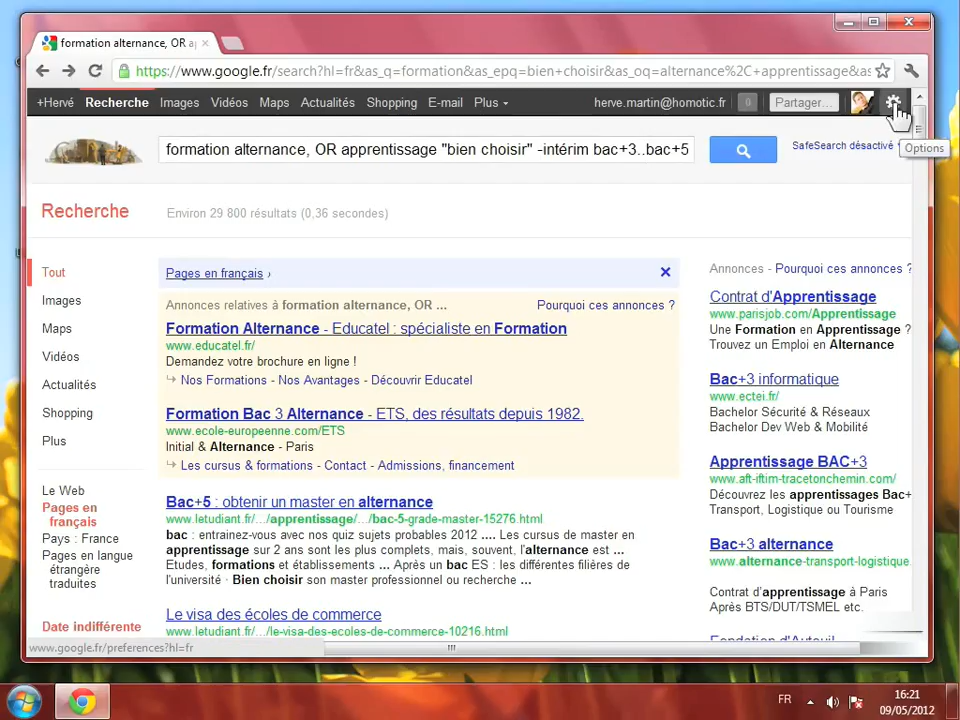 formation alternance, OR a
https://www.google.fr/search?hl=fr&as_q=formation&as_epq=bien+choisir&as_oq=alternance%2C+apprentissage&as
+Hervé Recherche Images Vidéos Maps Actualités Shopping E-mail Plus herve.martin@homotic.fr 0 Partager...
formation alternance, OR apprentissage "bien choisir" -intérim bac+3..bac+5
SafeSearch désactivé
Options
Recherche
Environ 29 800 résultats (0,36 secondes)
Tout
Images
Maps
Vidéos
Actualités
Shopping
Plus
Le Web
Pages en
français
Pays : France
Pages en langue
étrangère
traduites
Date indifférente
Pages en français ›
Annonces relatives à formation alternance, OR ...
Pourquoi ces annonces ?
Formation Alternance - Educatel : spécialiste en Formation
www.educatel.fr/
Demandez votre brochure en ligne !
Nos Formations - Nos Avantages - Découvrir Educatel
Formation Bac 3 Alternance - ETS, des résultats depuis 1982.
www.ecole-europeenne.com/ETS
Initial & Alternance - Paris
Les cursus & formations - Contact - Admissions, financement
Bac+5 : obtenir un master en alternance
www.letudiant.fr/.../apprentissage/.../bac-5-grade-master-15276.html
bac : entrainez-vous avec nos quiz sujets probables 2012 .... Les cursus de master en
apprentissage sur 2 ans sont les plus complets, mais, souvent, l'alternance est ...
Etudes, formations et établissements ... Après un bac ES : les différentes filières de
l'université · Bien choisir son master professionnel ou recherche ...
Le visa des écoles de commerce
www.letudiant.fr/.../le-visa-des-ecoles-de-commerce-10216.html
Annonces - Pourquoi ces annonces ?
Contrat d'Apprentissage
www.parisjob.com/Apprentissage
Une Formation en Apprentissage ?
Trouvez un Emploi en Alternance
Bac+3 informatique
www.ectei.fr/
Bachelor Sécurité & Réseaux
Bachelor Dev Web & Mobilité
Apprentissage BAC+3
www.aft-iftim-tracetonchemin.com/
Découvrez les apprentissages Bac+
Transport, Logistique ou Tourisme
Bac+3 alternance
www.alternance-transport-logistique.
Contrat d'apprentissage à Paris
Après BTS/DUT/TSMEL etc.
Fondation d'Auteuil
www.google.fr/preferences?hl=fr
FR
16:21
09/05/2012